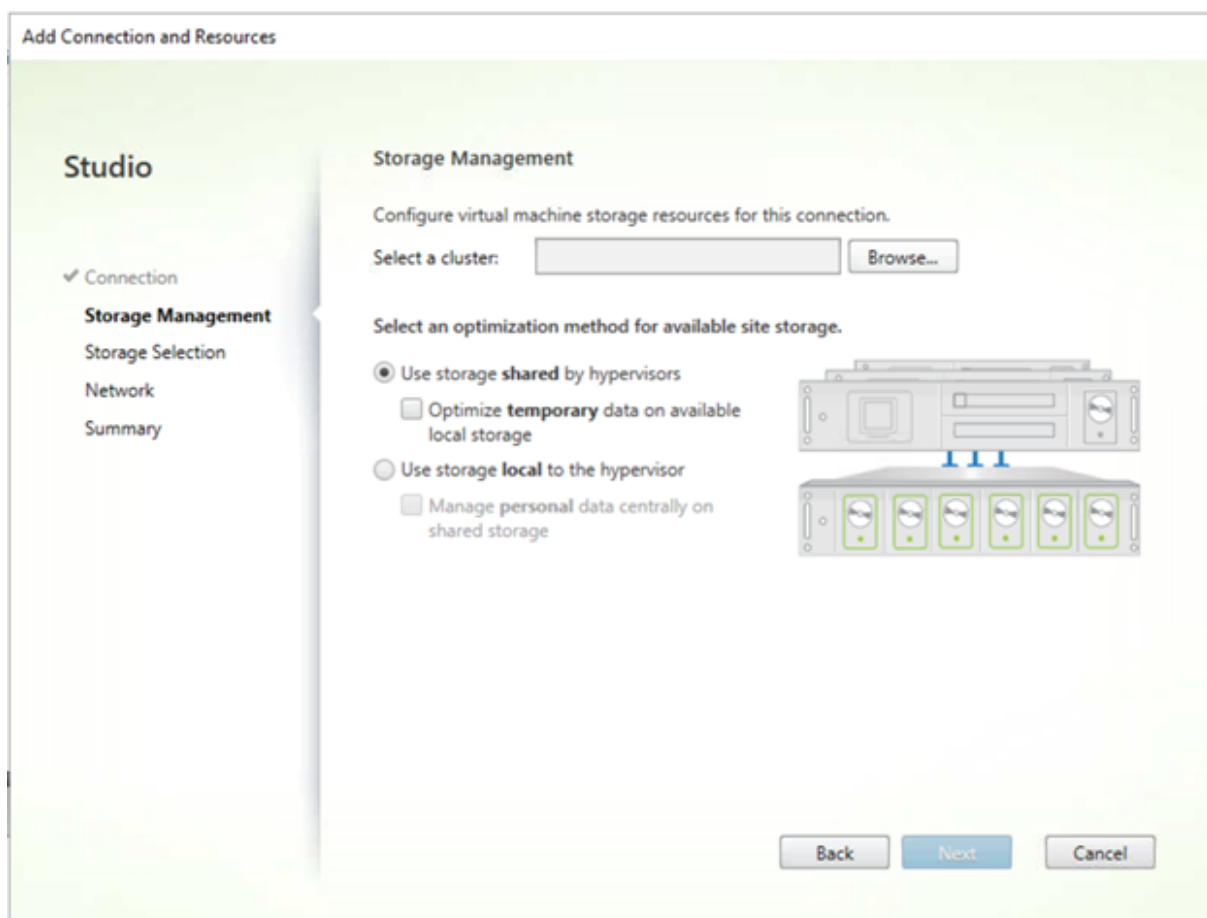 Add Connection and Resources
Studio
Connection
Storage Management
Storage Selection
Network
Summary
Storage Management
Configure virtual machine storage resources for this connection.
Select a cluster:
Browse...
Select an optimization method for available site storage.
Use storage shared by hypervisors
Optimize temporary data on available
local storage
Use storage local to the hypervisor
Manage personal data centrally on
shared storage
Back
Next
Cancel